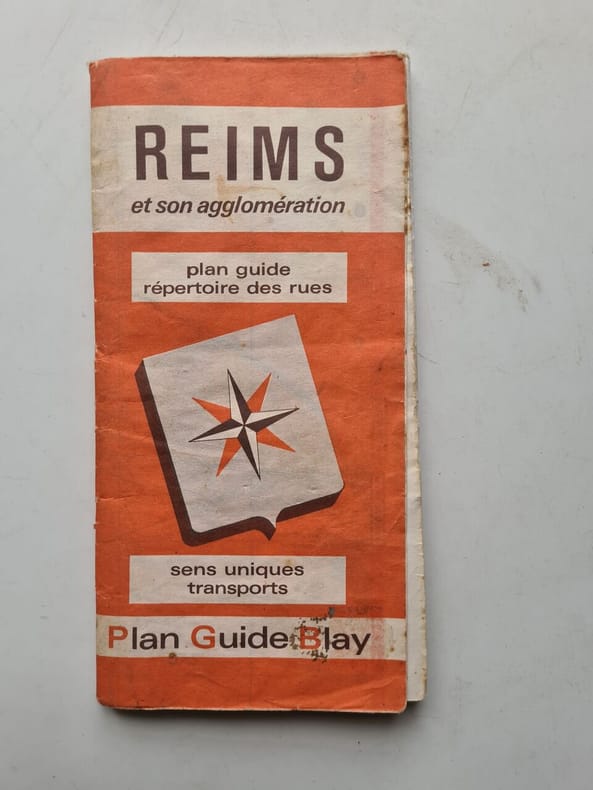 REIMS
et son agglomération
plan guide
répertoire des rues
sens uniques
transports
Plan Guide Blay